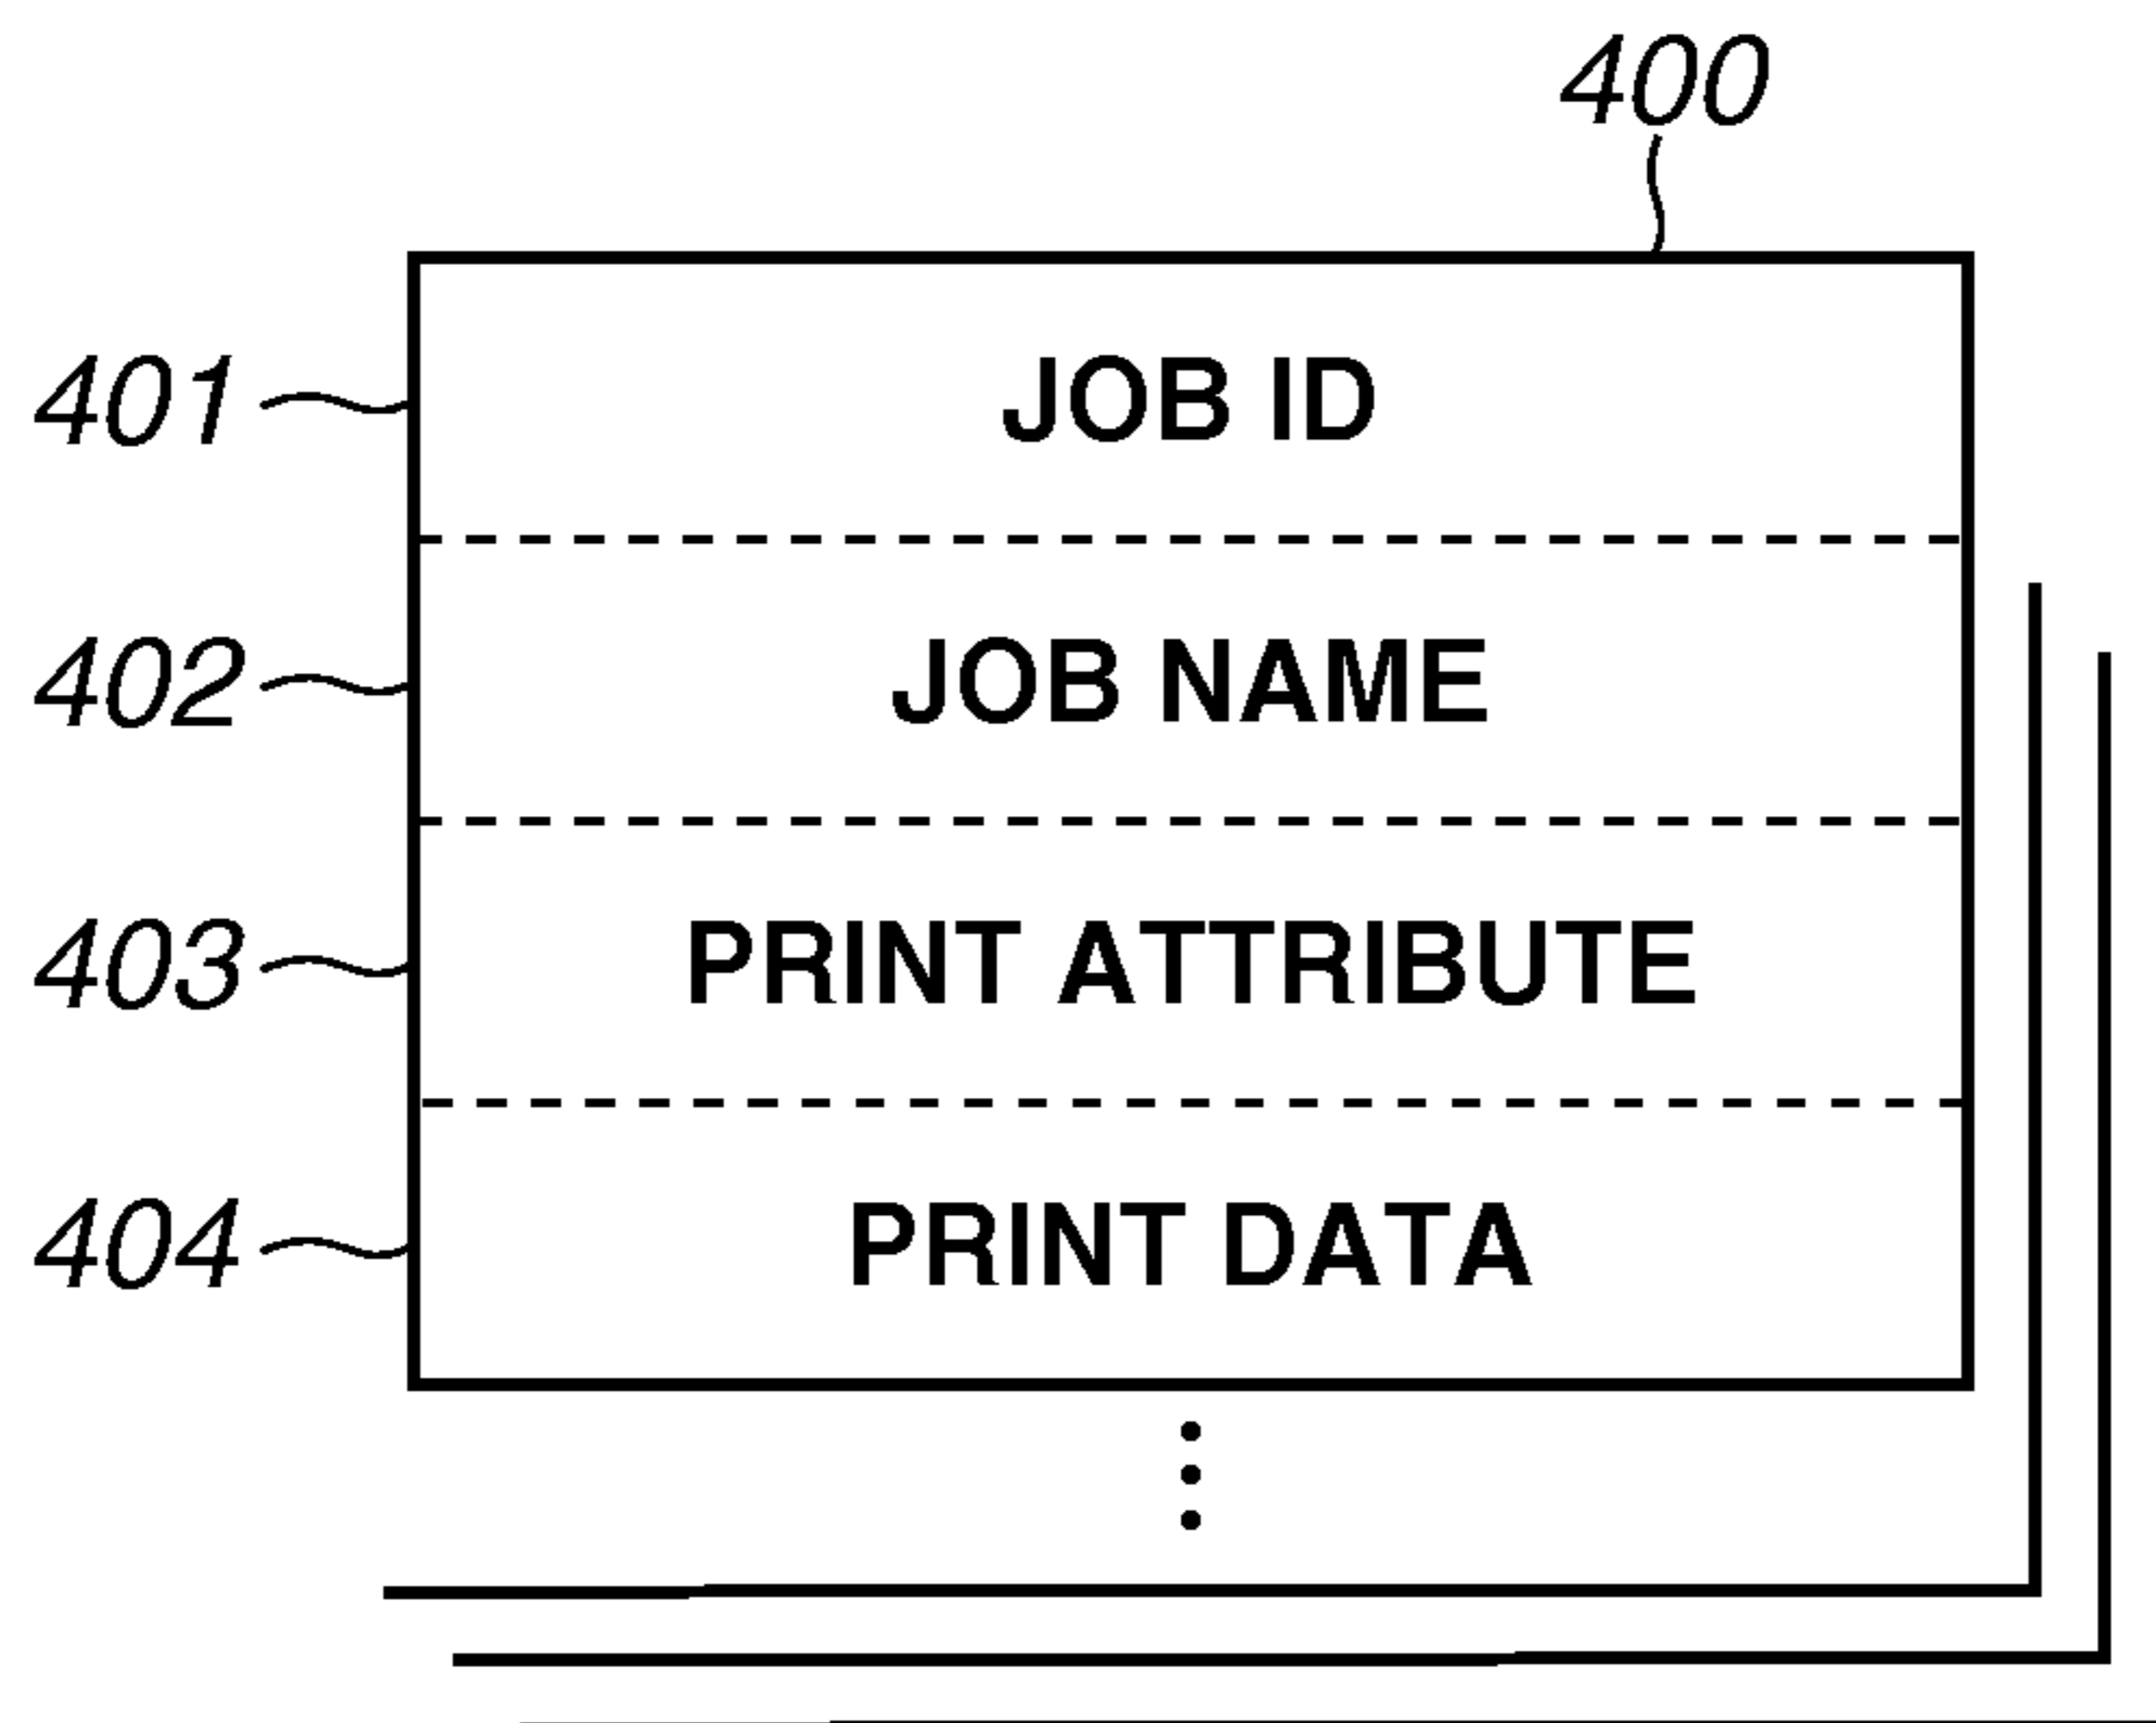 400
401 JOB ID
402 JOB NAME
403 PRINT ATTRIBUTE
404 PRINT DATA